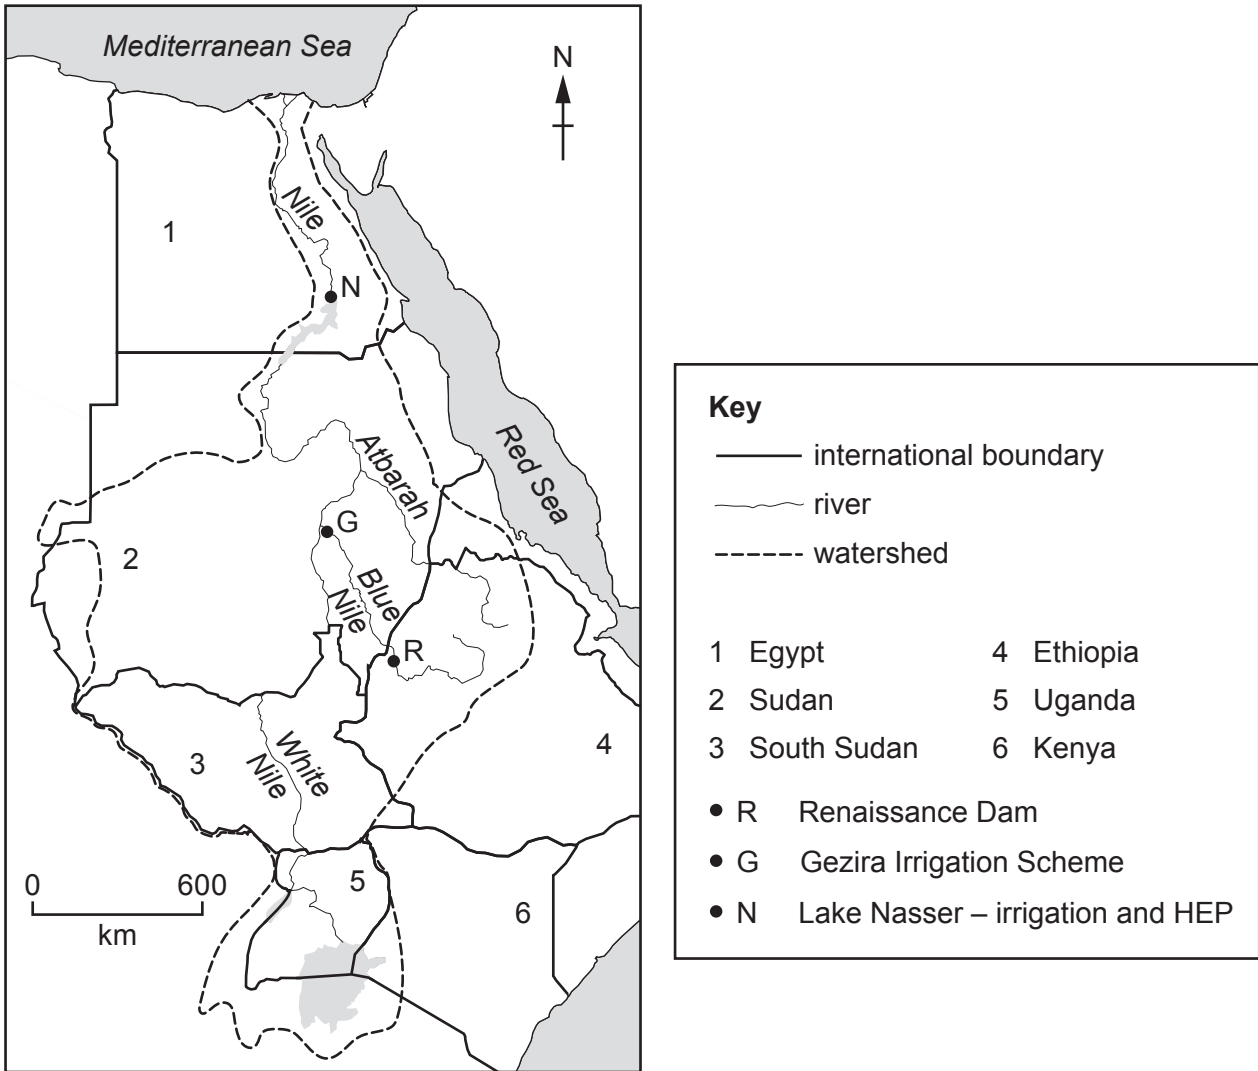 Mediterranean Sea
N
Nile
1
N
Red Sea
Atbarah
G
2
Blue
Nile
R
3
White
Nile
4
0 600
km
5
6
Key
international boundary
river
watershed
1 Egypt 4 Ethiopia
2 Sudan 5 Uganda
3 South Sudan 6 Kenya
R Renaissance Dam
G Gezira Irrigation Scheme
N Lake Nasser – irrigation and HEP